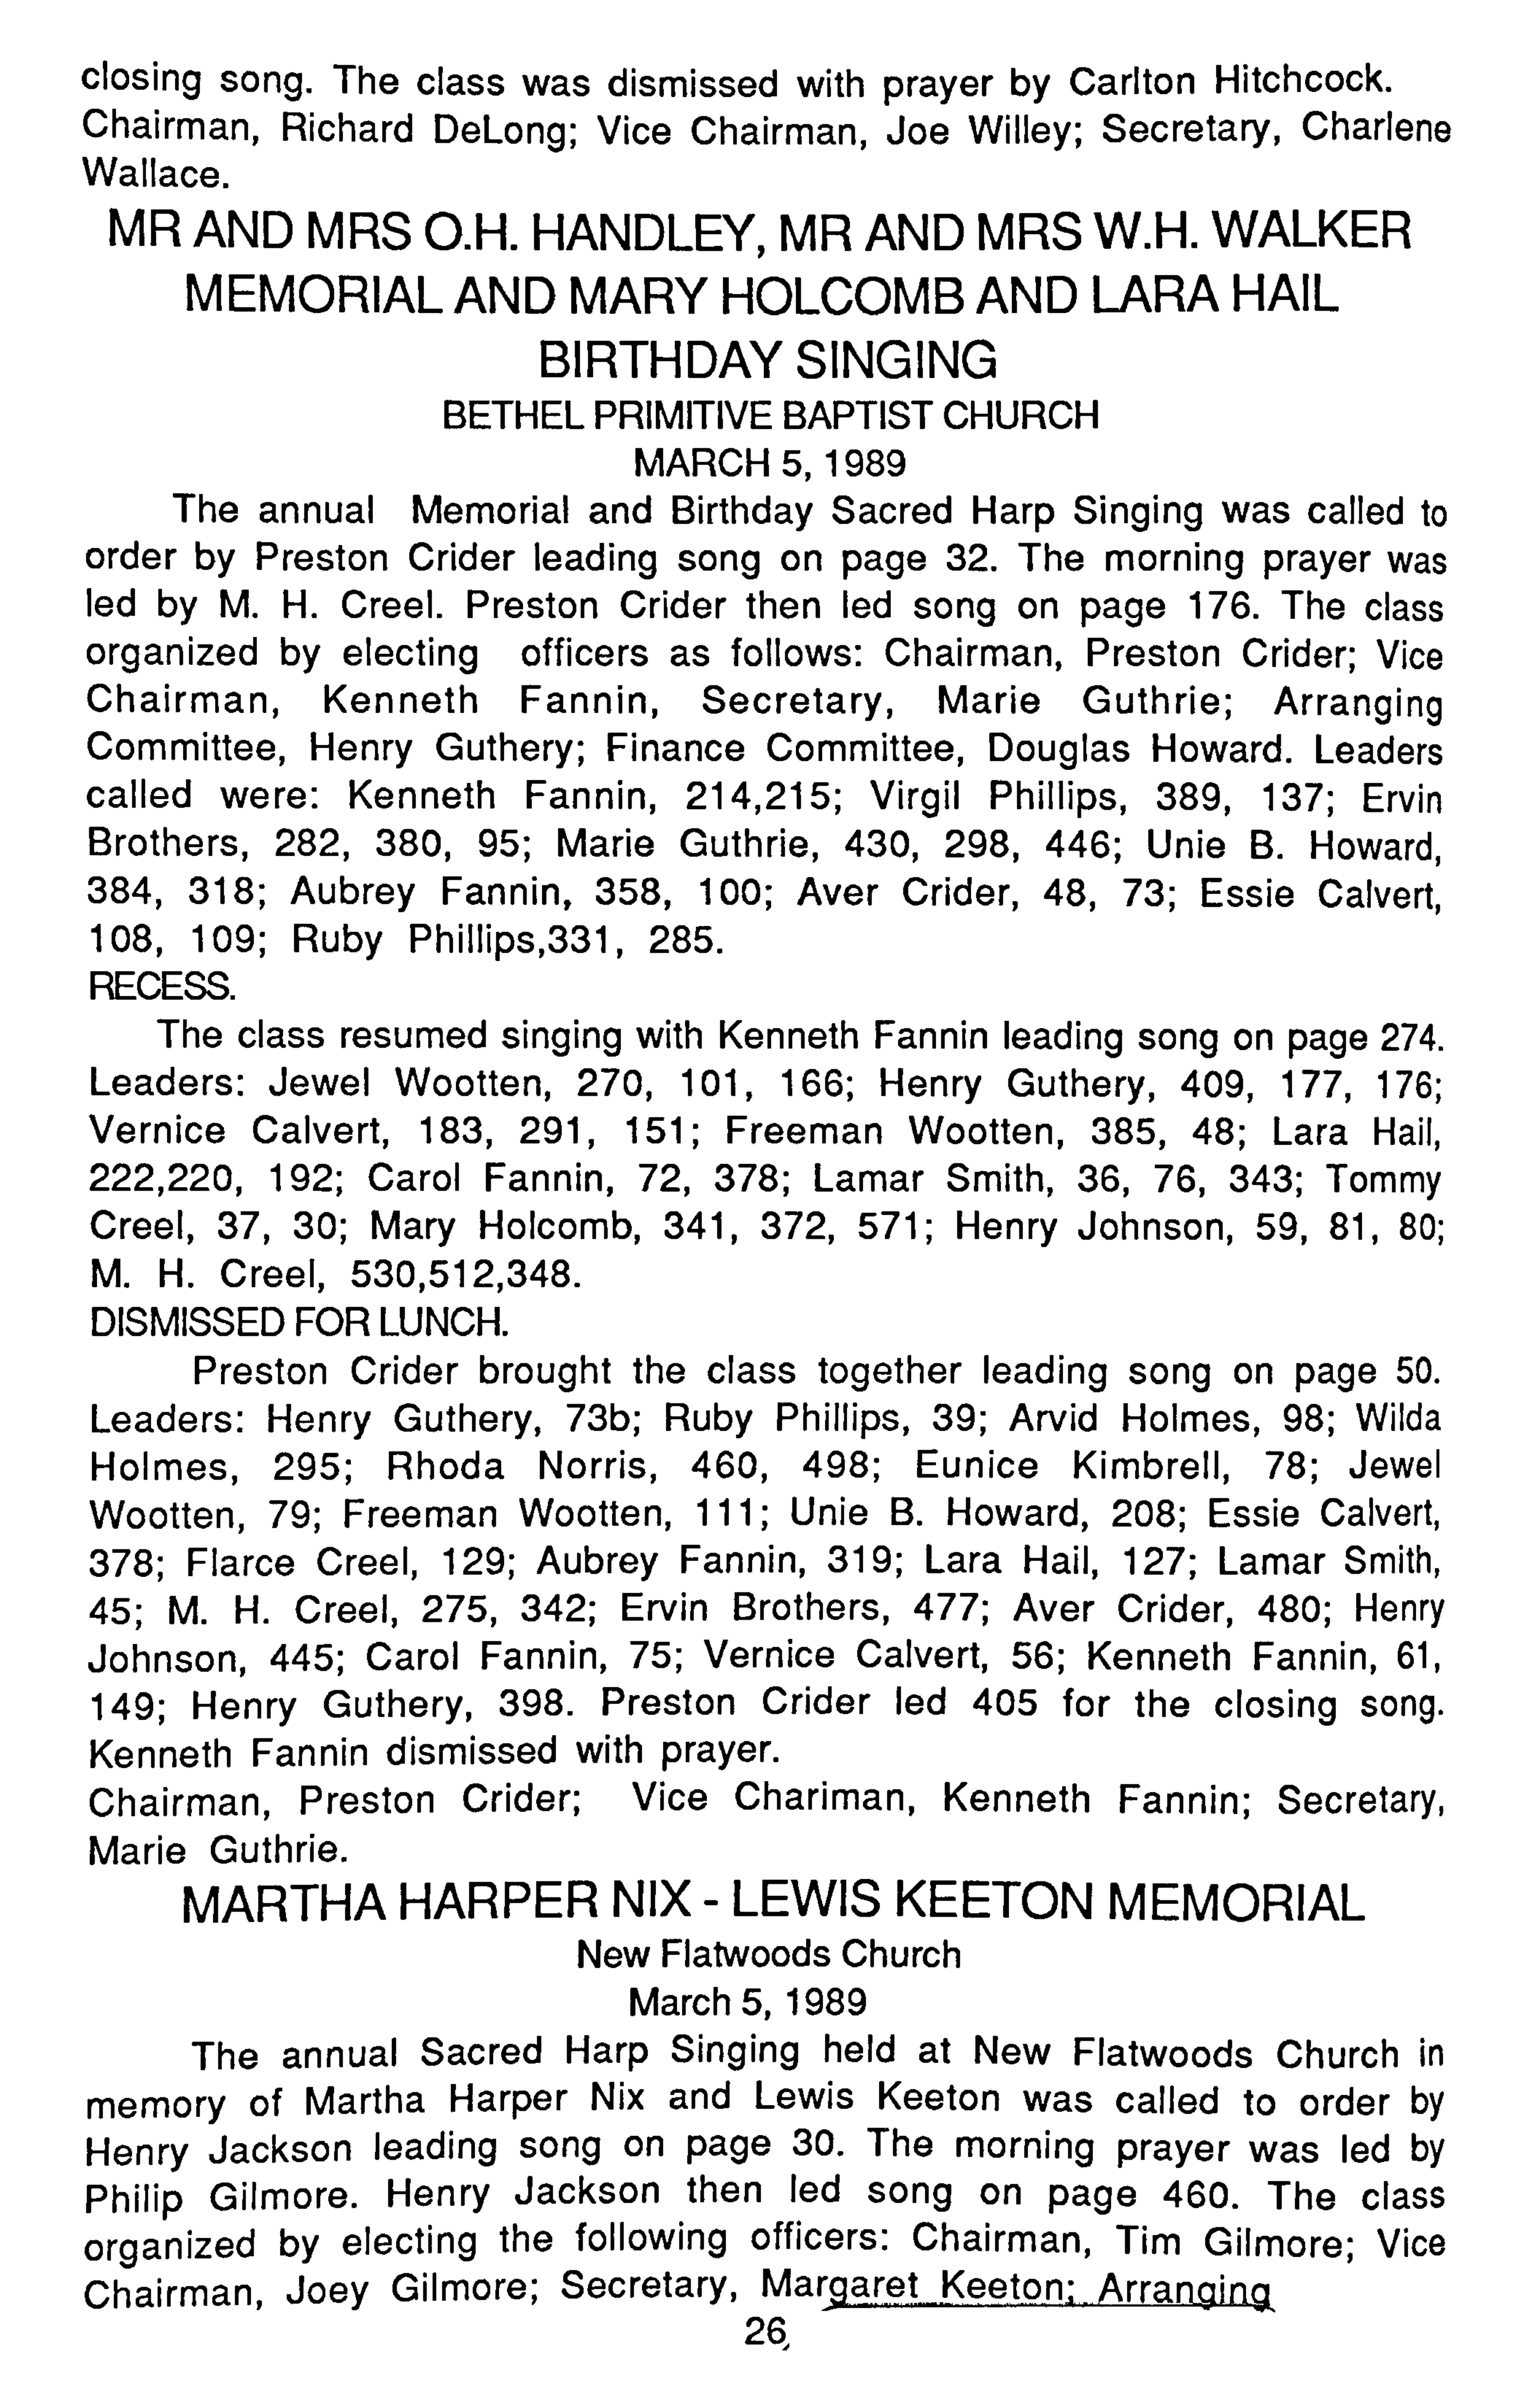 closing song. The class was dismissed with prayer by Carlton Hitchcock.
Chairman, Richard DeLong; Vice Chairman, Joe Willey; Secretary, Charlene
Wallace.
MR AND MRS O.H. HANDLEY, MR AND MRS W.H. WALKER
MEMORIAL AND MARY HOLCOMB AND LARA HAIL
BIRTHDAY SINGING
BETHEL PRIMITIVE BAPTIST CHURCH
MARCH 5, 1989
The annual Memorial and Birthday Sacred Harp Singing was called to
order by Preston Crider leading song on page 32. The morning prayer was
led by M. H. Creel. Preston Crider then led song on page 176. The class
organized by electing officers as follows: Chairman, Preston Crider; Vice
Chairman, Kenneth Fannin, Secretary, Marie Guthrie; Arranging
Committee, Henry Guthery; Finance Committee, Douglas Howard. Leaders
called were: Kenneth Fannin, 214,215; Virgil Phillips, 389, 137; Ervin
Brothers, 282, 380, 95; Marie Guthrie, 430, 298, 446; Unie B. Howard,
384, 318; Aubrey Fannin, 358, 100; Aver Crider, 48, 73; Essie Calvert,
108, 109; Ruby Phillips,331, 285.
RECESS.
The class resumed singing with Kenneth Fannin leading song on page 274.
Leaders: Jewel Wootten, 270, 101, 166; Henry Guthery, 409, 177, 176;
Vernice Calvert, 183, 291, 151; Freeman Wootten, 385, 48; Lara Hail,
222,220, 192; Carol Fannin, 72, 378; Lamar Smith, 36, 76, 343; Tommy
Creel, 37, 30; Mary Holcomb, 341, 372, 571; Henry Johnson, 59, 81, 80;
M. H. Creel, 530,512,348.
DISMISSED FOR LUNCH.
Preston Crider brought the class together leading song on page 50.
Leaders: Henry Guthery, 73b; Ruby Phillips, 39; Arvid Holmes, 98; Wilda
Holmes, 295; Rhoda Norris, 460, 498; Eunice Kimbrell, 78; Jewel
Wootten, 79; Freeman Wootten, 111; Unie B. Howard, 208; Essie Calvert,
378; Flarce Creel, 129; Aubrey Fannin, 319; Lara Hail, 127; Lamar Smith,
45; M. H. Creel, 275, 342; Ervin Brothers, 477; Aver Crider, 480; Henry
Johnson, 445; Carol Fannin, 75; Vernice Calvert, 56; Kenneth Fannin, 61,
149; Henry Guthery, 398. Preston Crider led 405 for the closing song.
Kenneth Fannin dismissed with prayer.
Chairman, Preston Crider; Vice Chariman, Kenneth Fannin; Secretary,
Marie Guthrie.
MARTHA HARPER NIX - LEWIS KEETON MEMORIAL
New Flatwoods Church
March 5, 1989
The annual Sacred Harp Singing held at New Flatwoods Church in
memory of Martha Harper Nix and Lewis Keeton was called to order by
Henry Jackson leading song on page 30. The morning prayer was led by
Philip Gilmore. Henry Jackson then led song on page 460. The class
organized by electing the following officers: Chairman, Tim Gilmore; Vice
Chairman, Joey Gilmore; Secretary, Margaret Keeton; Arranging
26